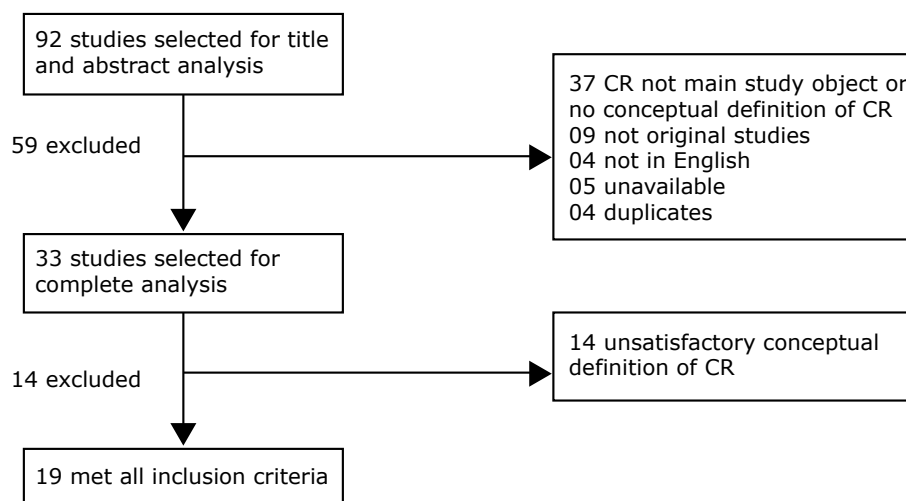 92 studies selected for title
and abstract analysis
37 CR not main study object or
no conceptual definition of CR
09 not original studies
04 not in English
05 unavailable
04 duplicates
59 excluded
33 studies selected for
complete analysis
14 unsatisfactory conceptual
definition of CR
14 excluded
19 met all inclusion criteria